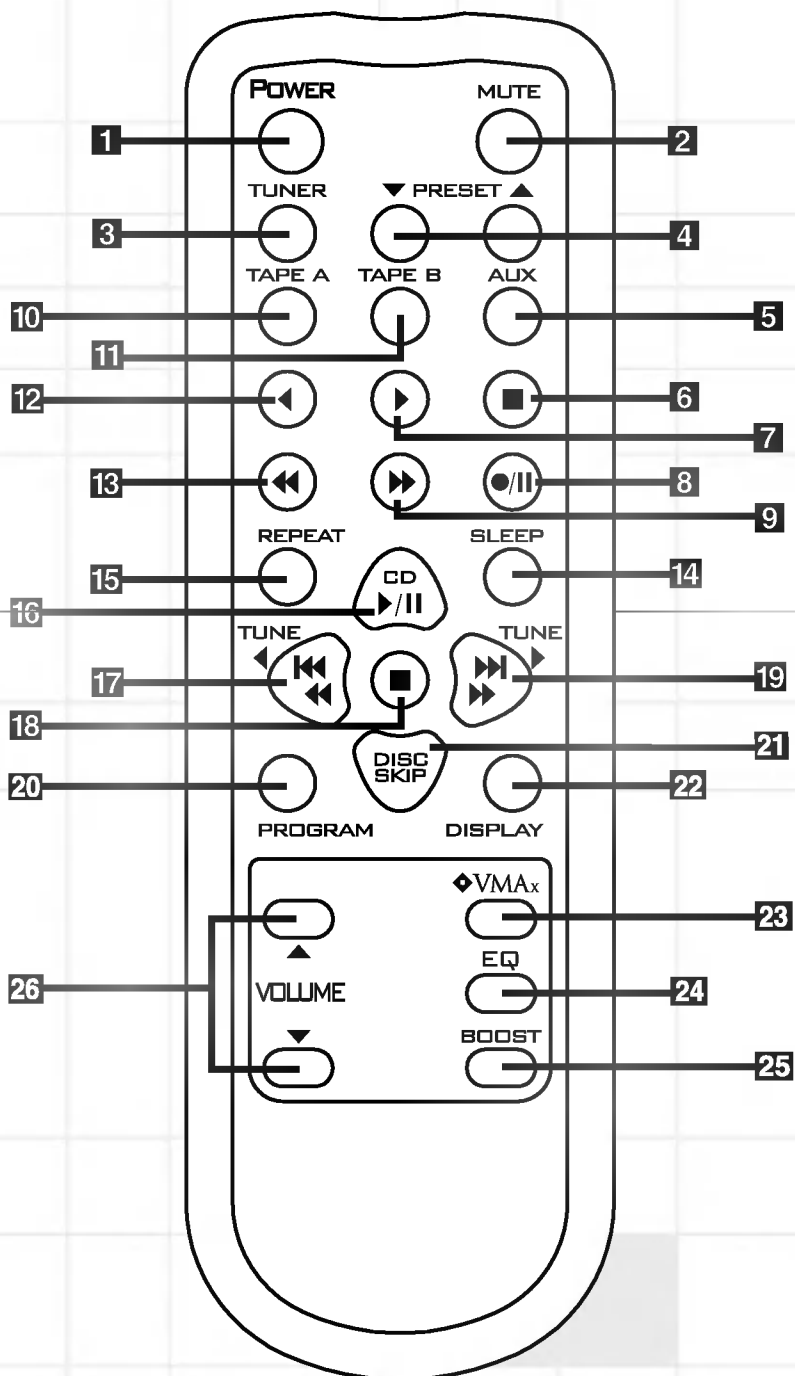 POWER MUTE
1 2
TUNER ▼ PRESET ▲
3 4
TAPE A TAPE B AUX
10 11 5
12 ◀ ▶ ■ 6
7
13 ◀◀ ▶▶ ●/II 8
9
REPEAT SLEEP
15 CD 14
16 ▶/II
TUNE TUNE
◀ ▶
17 I◀◀ ▶▶I 19
◀◀ ▶▶
18 ■
21
20 DISC 22
SKIP
PROGRAM DISPLAY
◆VMAx
▲ 23
EQ
26 VOLUME 24
▼ BOOST
25